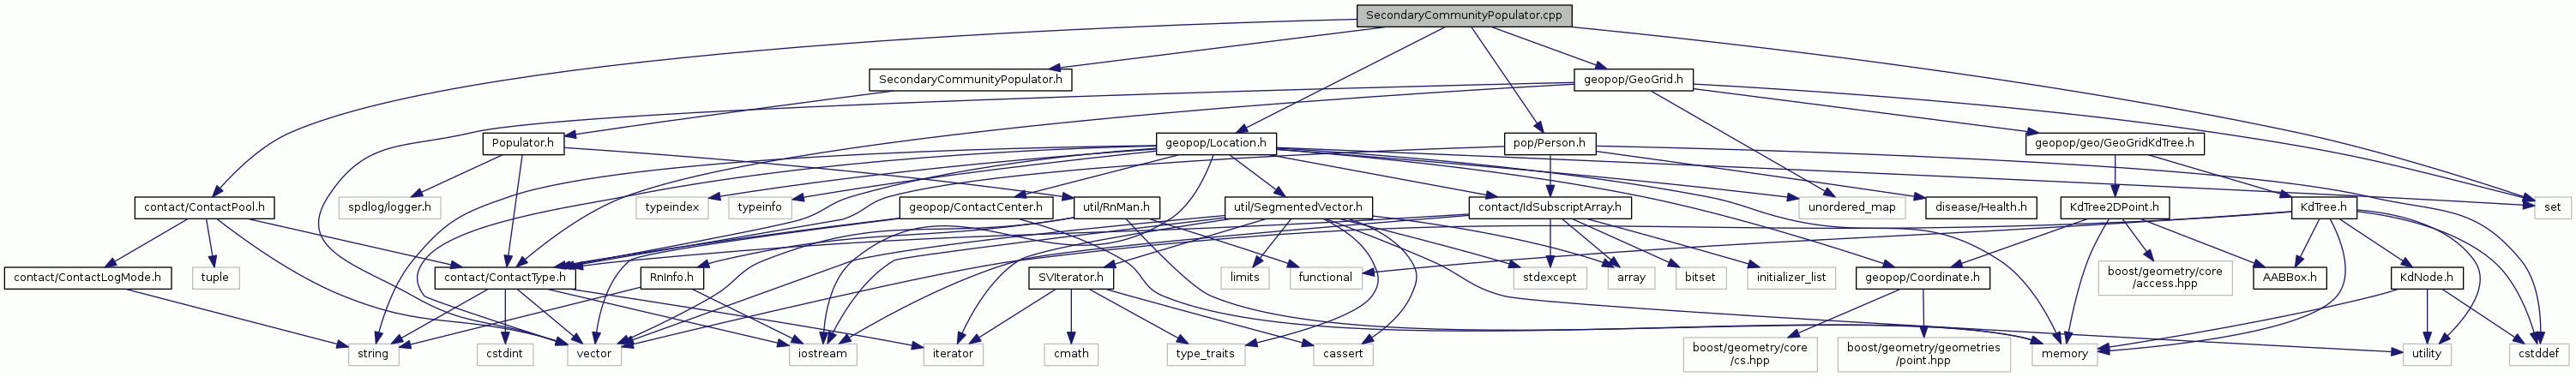 SecondaryCommunityPopulator.cpp
SecondaryCommunityPopulator.h
geopop/GeoGrid.h
Populator.h
geopop/Location.h
pop/Person.h
geopop/geo/GeoGridKdTree.h
contact/ContactPool.h
spdlog/logger.h
typeindex
typeinfo
geopop/ContactCenter.h
util/RnMan.h
util/SegmentedVector.h
contact/IdSubscriptArray.h
unordered_map
disease/Health.h
KdTree2DPoint.h
KdTree.h
set
contact/ContactLogMode.h
tuple
contact/ContactType.h
RnInfo.h
SVIterator.h
limits
functional
stdexcept
array
bitset
initializer_list
geopop/Coordinate.h
boost/geometry/core
/access.hpp
AABBox.h
KdNode.h
string
cstdint
vector
iostream
iterator
cmath
type_traits
cassert
boost/geometry/core
/cs.hpp
boost/geometry/geometries
/point.hpp
memory
utility
cstddef